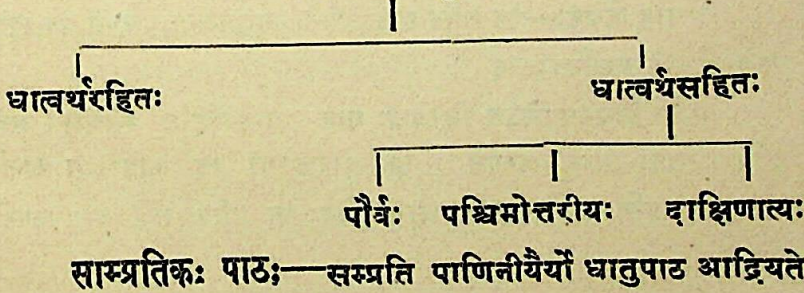 धात्वर्थरहितः धात्वर्थसहितः
पौर्वः पश्चिमोत्तरीयः दाक्षिणात्यः
साम्प्रतिकः पाठः—सम्प्रति पाणिनीयैर्यो धातुपाठ आद्रियते